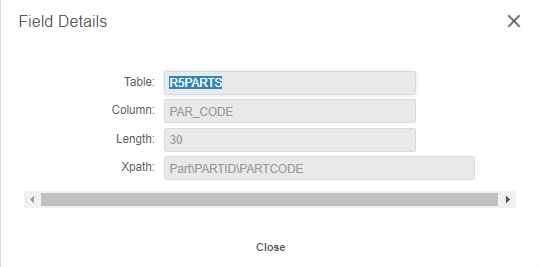 Field Details
Table: R5PARTS
Column: PAR_CODE
Length: 30
Xpath: Part\PARTID\PARTCODE
Close